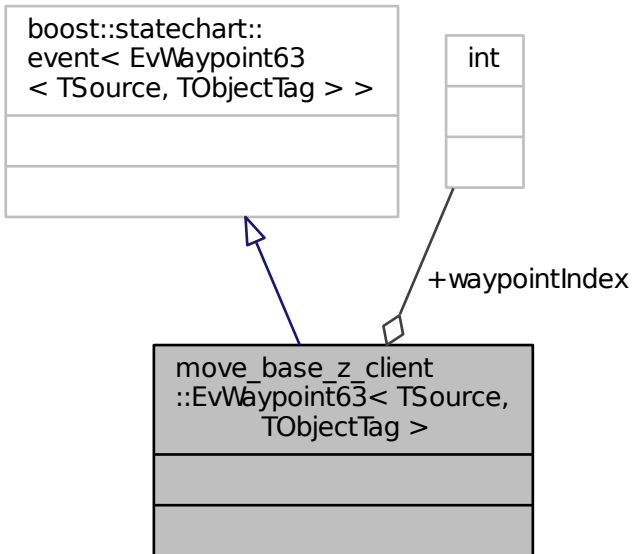 boost::statechart::
event< EvWaypoint63
< TSource, TObjectTag > >
int
+waypointIndex
move_base_z_client
::EvWaypoint63< TSource,
TObjectTag >